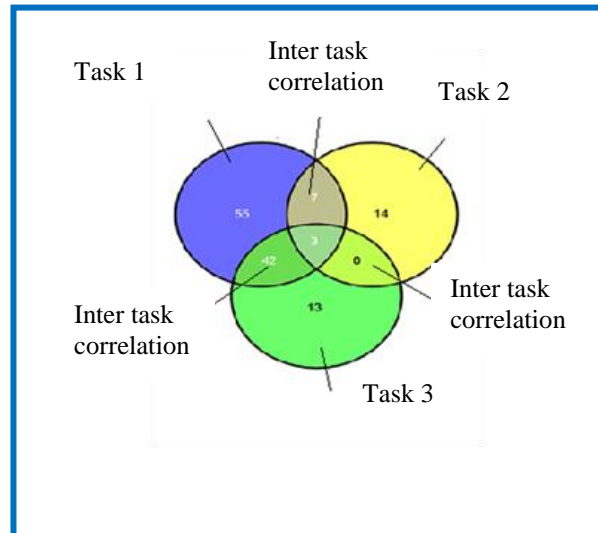 Inter task
correlation
Task 1
Task 2
7
55
14
3
42
0
Inter task
correlation
Inter task
correlation
13
Task 3